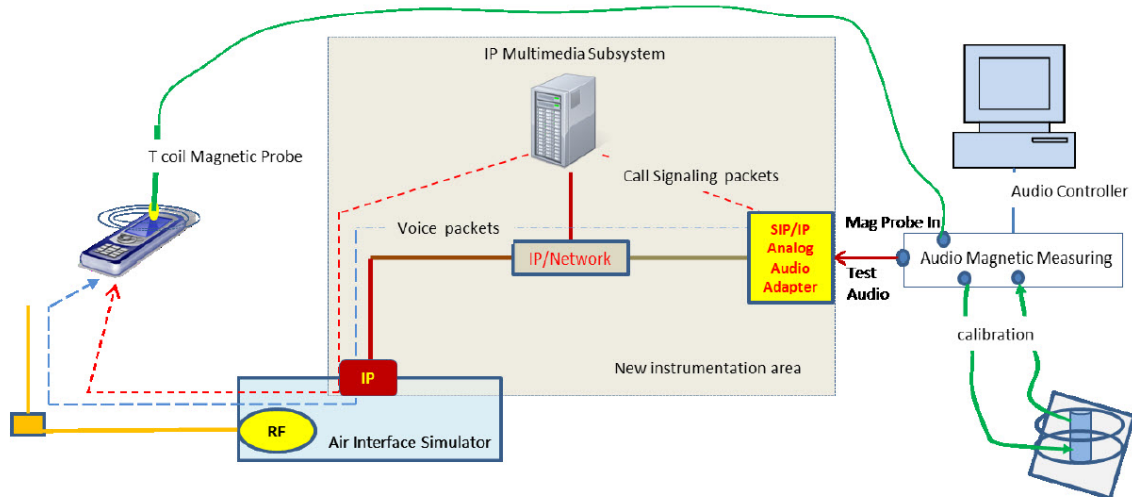 IP Multimedia Subsystem
T coil Magnetic Probe
Call Signaling packets
Audio Controller
Voice packets
Mag Probe In
SIP/IP
Analog
Audio
Adapter
IP/Network
Audio Magnetic Measuring
Test
Audio
calibration
New instrumentation area
IP
RF
Air Interface Simulator